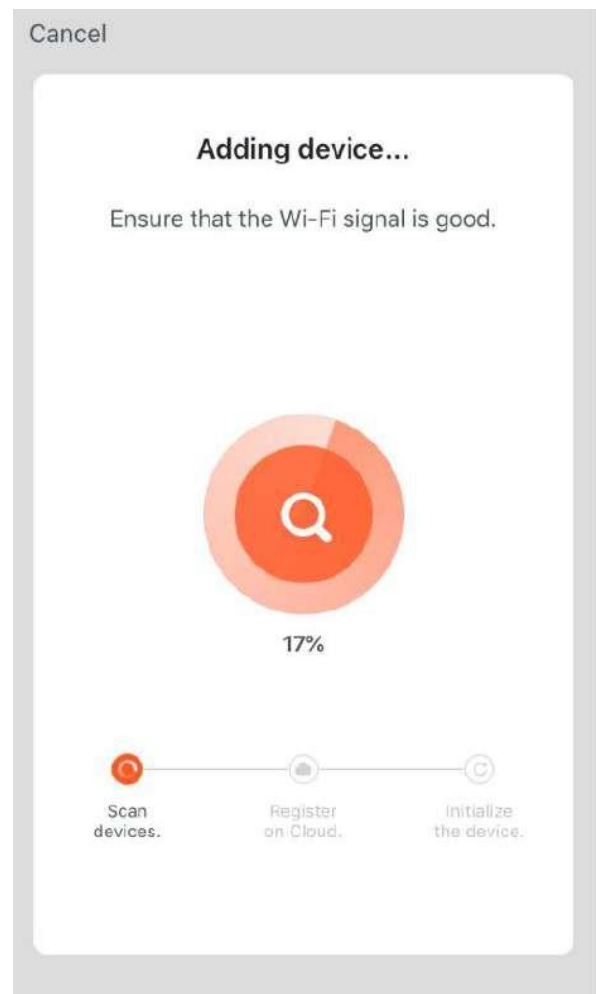 Cancel
Adding device...
Ensure that the Wi-Fi signal is good.
17%
Scan
devices.
Register
on Cloud.
Initialize
the device.